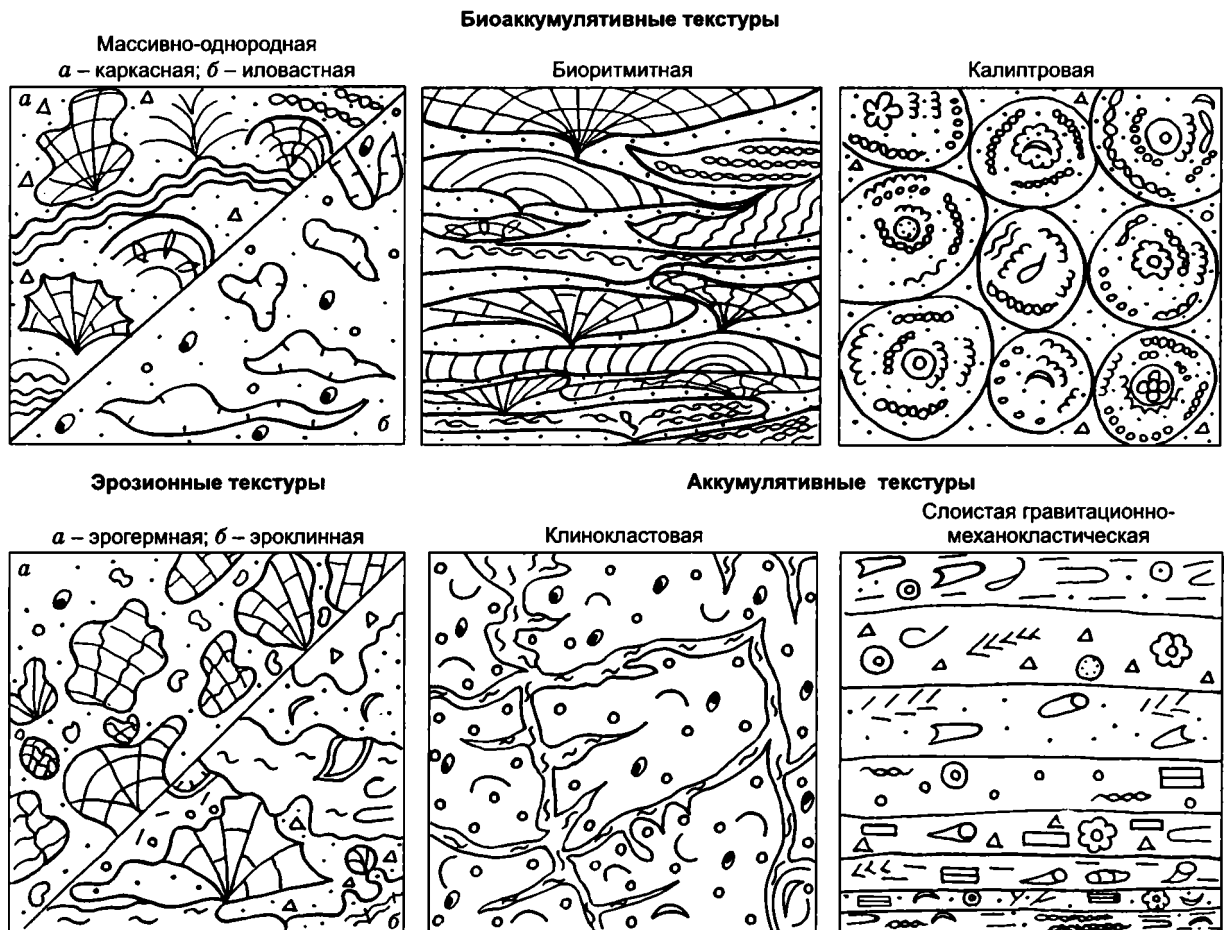 Биоаккумулятивные текстуры
Массивно-однородная
а – каркасная; б – иловастная
Биоритмитная
Калиптровая
а
б
Эрозионные текстуры
Аккумулятивные текстуры
а – эрогермная; б – эроклинная
Клинокластовая
Слоистая гравитационно-
механокластическая
а
б